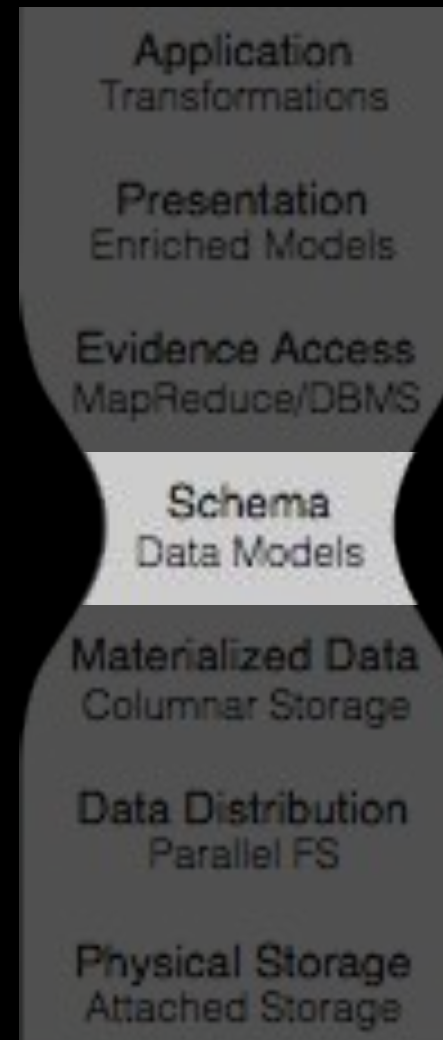 Application
Transformations
Presentation
Enriched Models
Evidence Access
MapReduce/DBMS
Schema
Data Models
Materialized Data
Columnar Storage
Data Distribution
Parallel FS
Physical Storage
Attached Storage